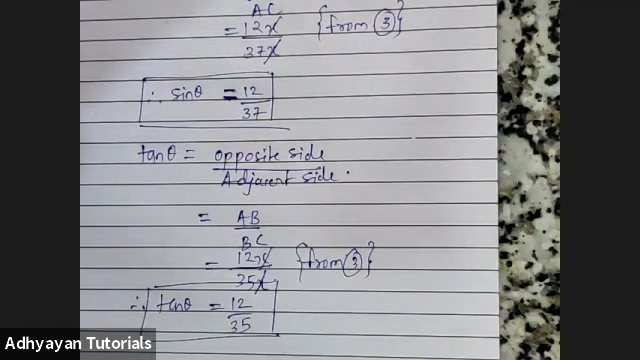 AC
= 12x {from ③}
37x
∴ sinθ = 12
37
tanθ = opposite side
Adjacent side.
= AB
BC
= 12x {from ③}
35x
∴ tanθ = 12
35
Adhyayan Tutorials